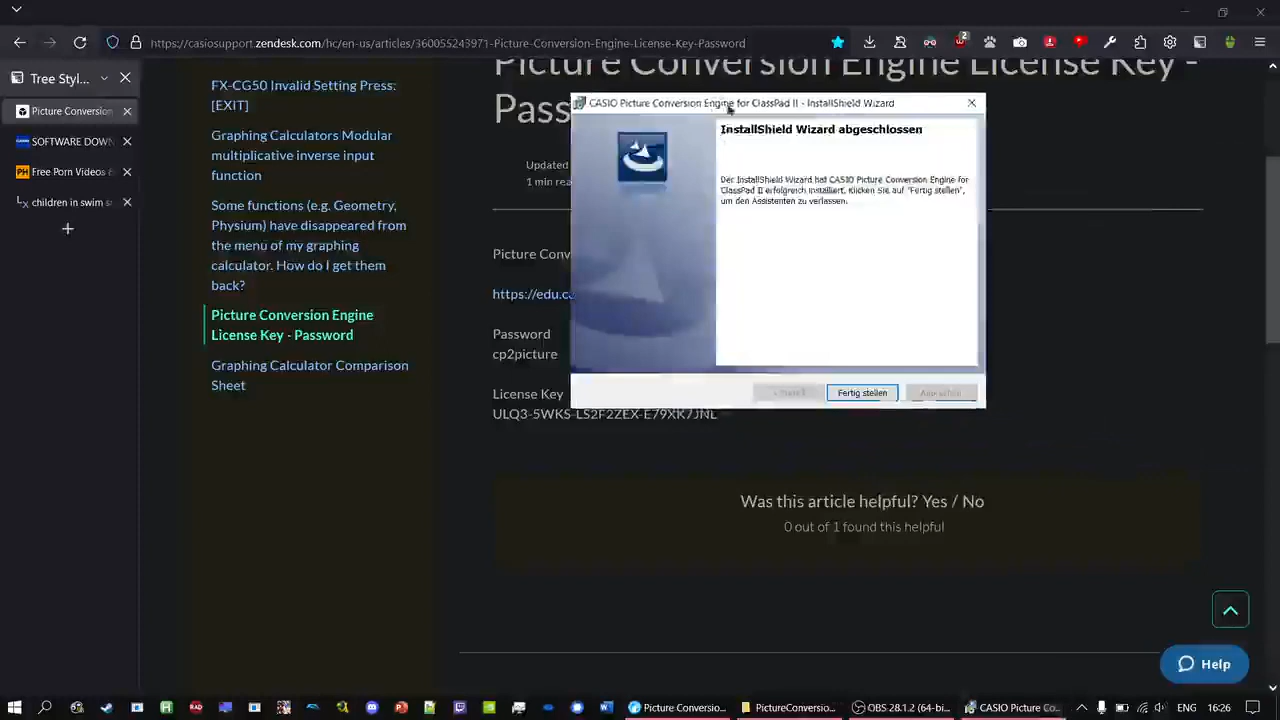 https://casiosupport.zendesk.com/hc/en-us/articles/360055243971-Picture-Conversion-Engine-License-Key-Password
2
Tree Styl...
Picture Conversi
SOFTWARE DOWN
Free Porn Videos &
children in swim s
FX-CG50 Invalid Setting Press:
[EXIT]
Graphing Calculators Modular
multiplicative inverse input
function
Some functions (e.g. Geometry,
Physium) have disappeared from
the menu of my graphing
calculator. How do I get them
back?
Picture Conversion Engine
License Key - Password
Graphing Calculator Comparison
Sheet
Picture Conversion Engine License Key -
Pass
Updated
1 min rea
Picture Conv
https://edu.ca
Password
cp2picture
License Key
ULQ3-5WKS-LS2F2ZEX-E79XK7JNL
CASIO Picture Conversion Engine for ClassPad II - InstallShield Wizard
InstallShield Wizard abgeschlossen
Der InstallShield Wizard hat CASIO Picture Conversion Engine for
ClassPad II erfolgreich installiert. Klicken Sie auf "Fertig stellen",
um den Assistenten zu verlassen.
Fertig stellen
Was this article helpful? Yes / No
0 out of 1 found this helpful
Help
Picture Conversio...
PictureConversion...
OBS 28.1.2 (64-bi...
CASIO Picture Co...
ENG
16:26